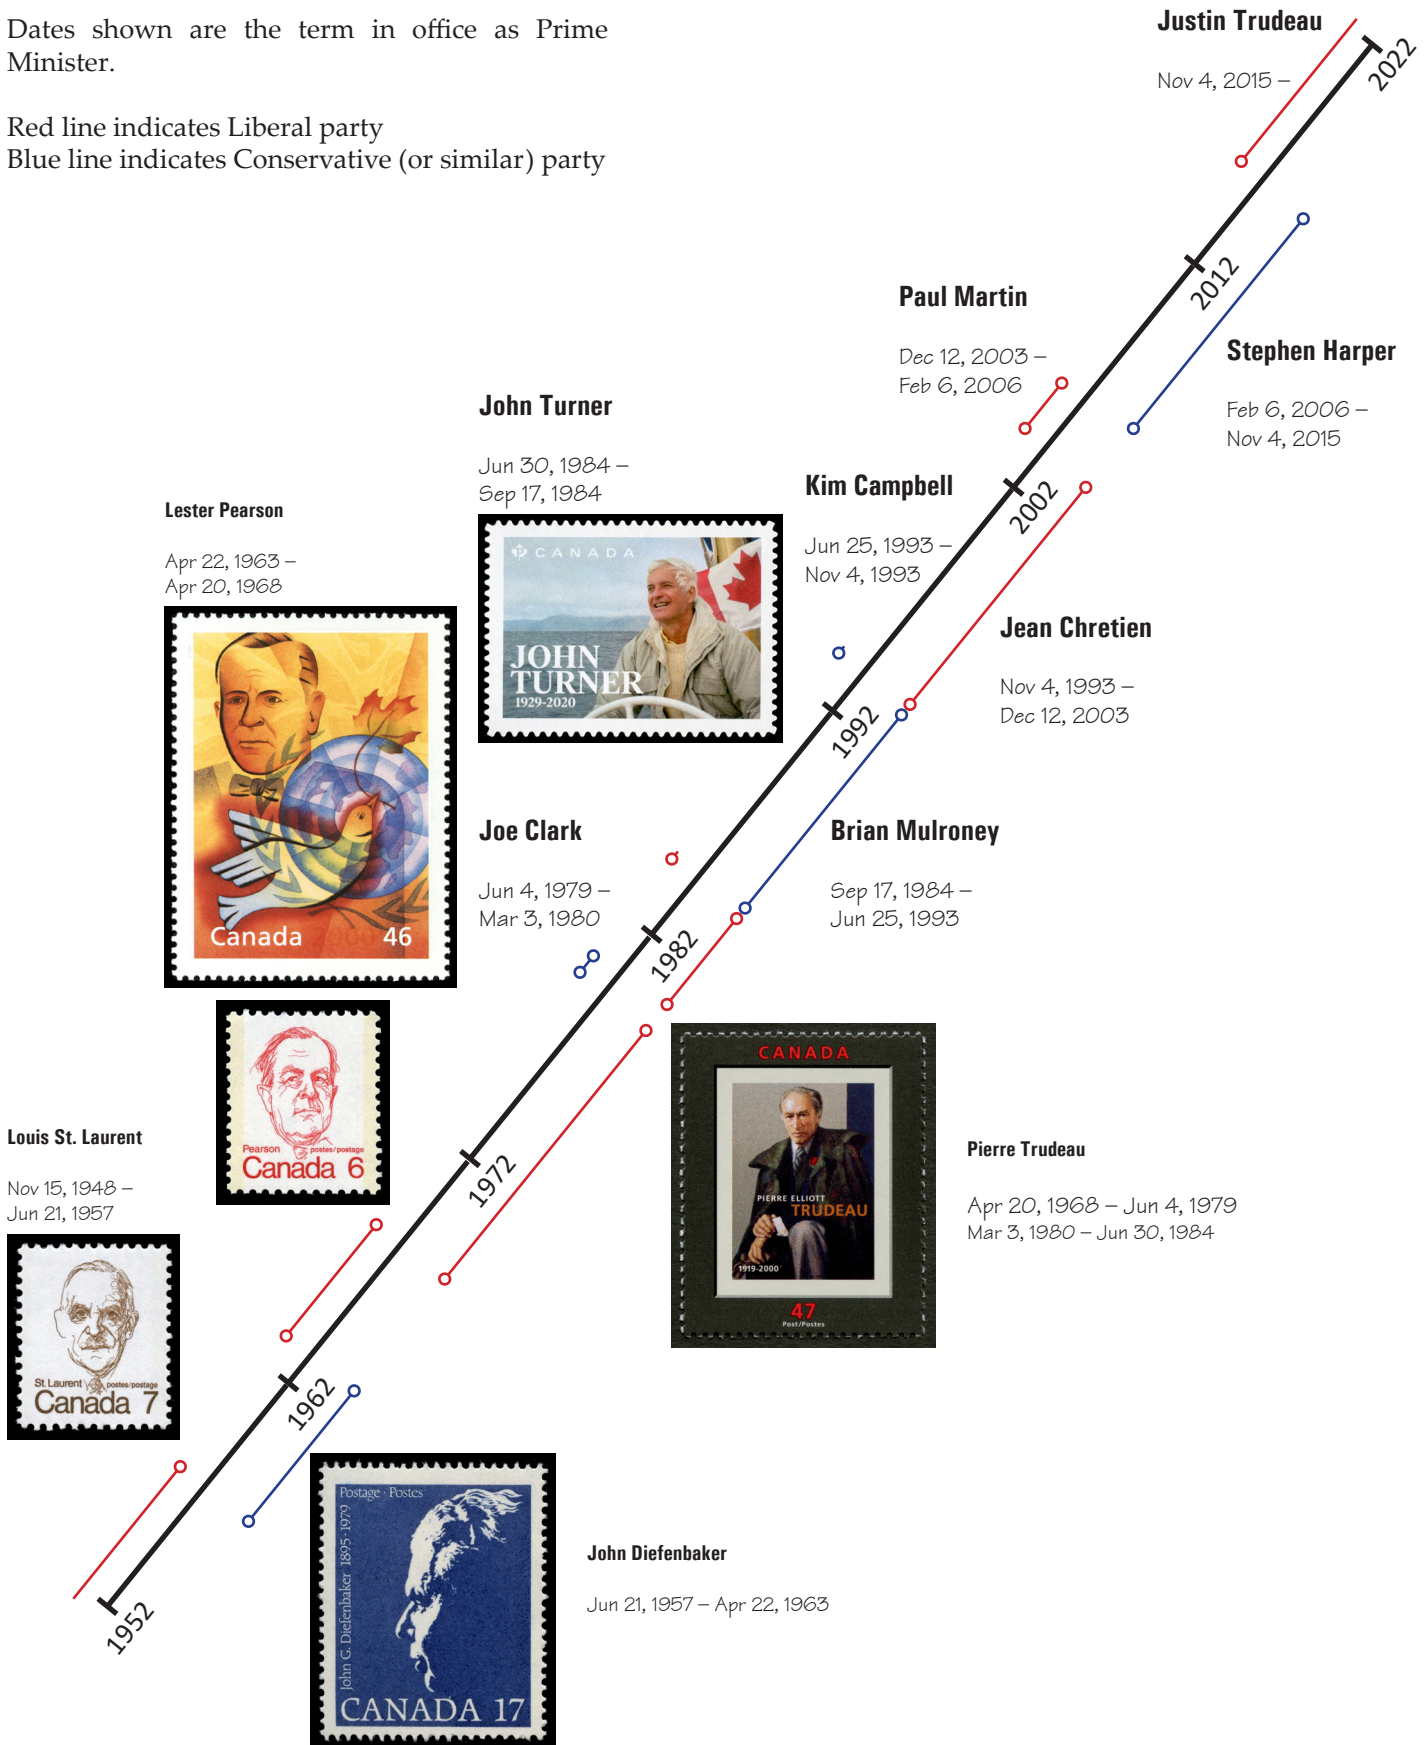 Dates shown are the term in office as Prime
Minister.
Red line indicates Liberal party
Blue line indicates Conservative (or similar) party
Justin Trudeau
Nov 4, 2015 –
2022
2012
Paul Martin
Dec 12, 2003 –
Feb 6, 2006
Stephen Harper
Feb 6, 2006 –
Nov 4, 2015
John Turner
Jun 30, 1984 –
Sep 17, 1984
CANADA
JOHN
TURNER
1929-2020
Kim Campbell
Jun 25, 1993 –
Nov 4, 1993
2002
Lester Pearson
Apr 22, 1963 –
Apr 20, 1968
Canada 46
Jean Chretien
Nov 4, 1993 –
Dec 12, 2003
1992
Joe Clark
Jun 4, 1979 –
Mar 3, 1980
Brian Mulroney
Sep 17, 1984 –
Jun 25, 1993
1982
Pearson postes/postage
Canada 6
CANADA
PIERRE ELLIOTT
TRUDEAU
1919-2000
47
Post/Postes
Pierre Trudeau
Apr 20, 1968 – Jun 4, 1979
Mar 3, 1980 – Jun 30, 1984
1972
Louis St. Laurent
Nov 15, 1948 –
Jun 21, 1957
St. Laurent postes/postage
Canada 7
1962
Postage · Postes
John G. Diefenbaker 1895-1979
CANADA 17
John Diefenbaker
Jun 21, 1957 – Apr 22, 1963
1952